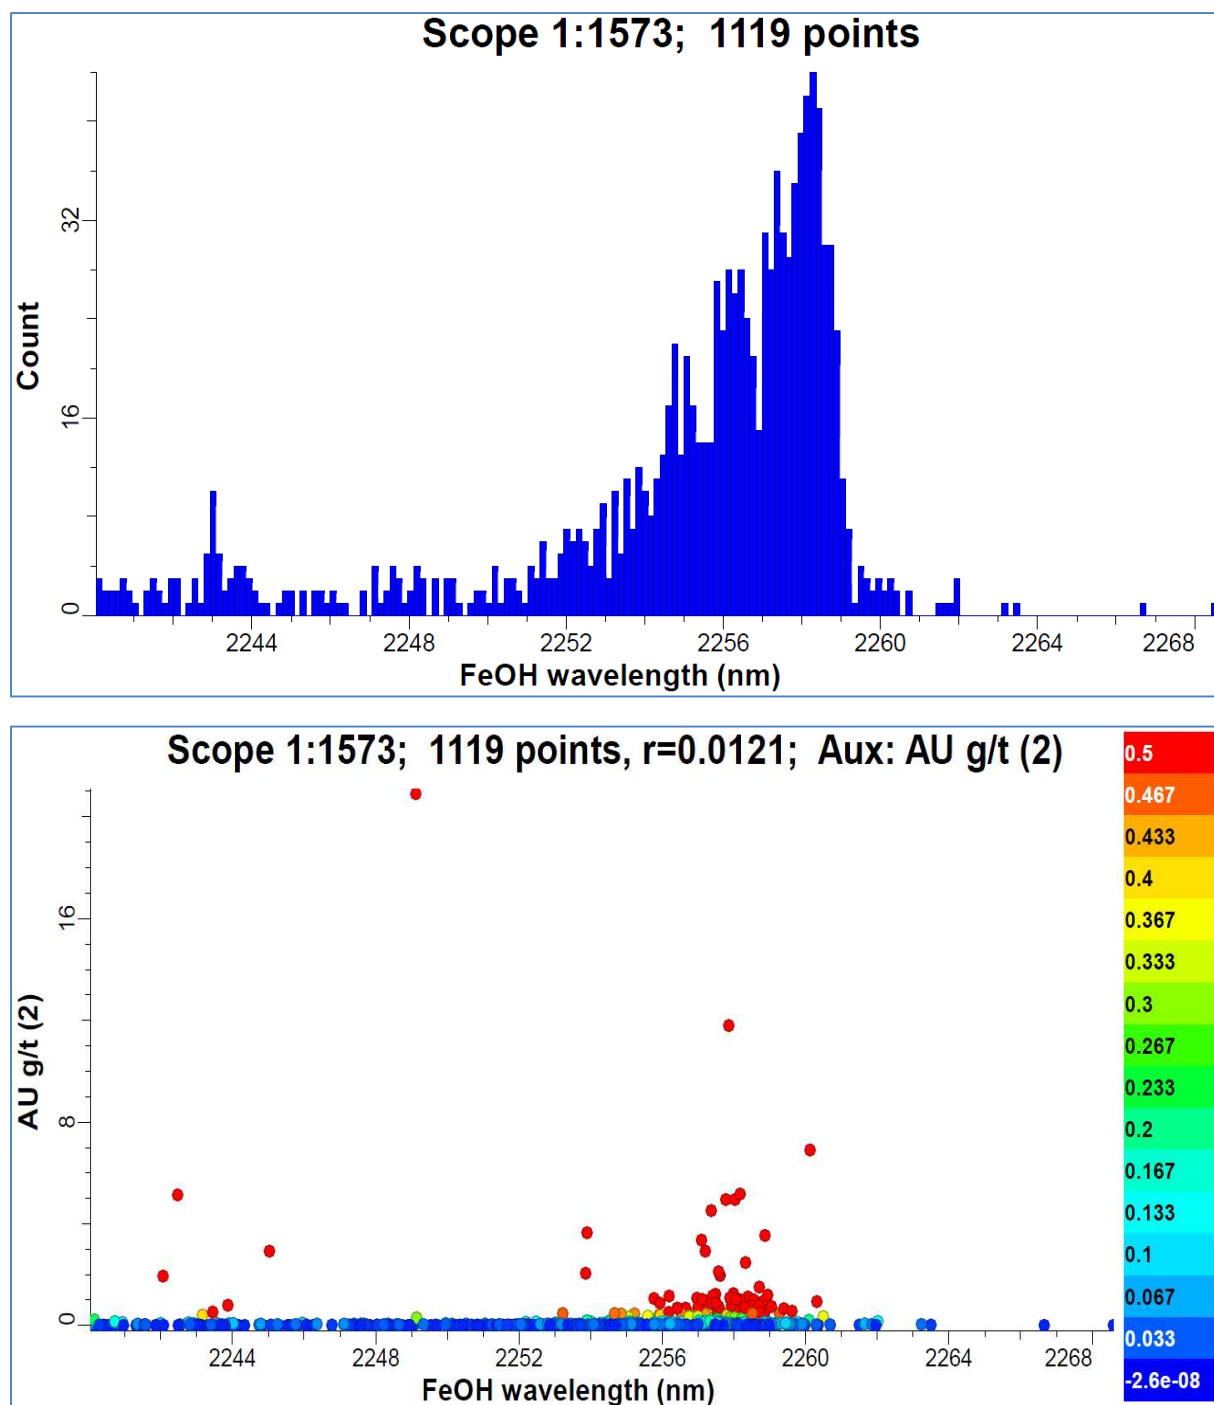 Scope 1:1573; 1119 points
Count
32
16
0
2244 2248 2252 2256 2260 2264 2268
FeOH wavelength (nm)
Scope 1:1573; 1119 points, r=0.0121; Aux: AU g/t (2)
AU g/t (2)
16
8
0
2244 2248 2252 2256 2260 2264 2268
FeOH wavelength (nm)
0.5
0.467
0.433
0.4
0.367
0.333
0.3
0.267
0.233
0.2
0.167
0.133
0.1
0.067
0.033
-2.6e-08